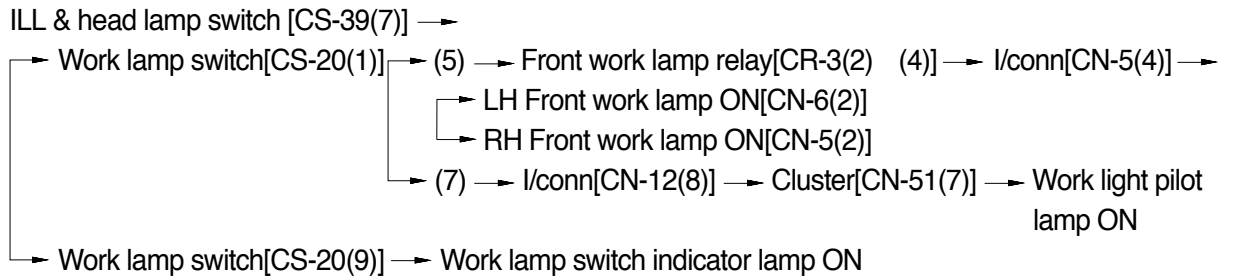 ILL & head lamp switch [CS-39(7)] →
→ Work lamp switch[CS-20(1)] → (5) → Front work lamp relay[CR-3(2) (4)] → I/conn[CN-5(4)] →
→ LH Front work lamp ON[CN-6(2)]
→ RH Front work lamp ON[CN-5(2)]
→ (7) → I/conn[CN-12(8)] → Cluster[CN-51(7)] → Work light pilot
lamp ON
→ Work lamp switch[CS-20(9)] → Work lamp switch indicator lamp ON